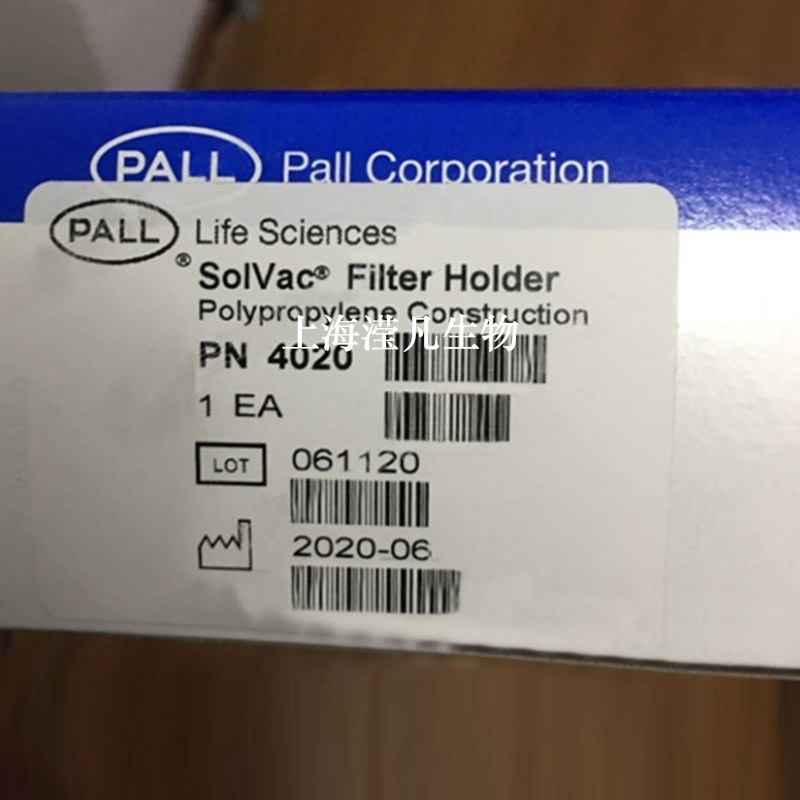 PALL Pall Corporation
PALL® Life Sciences
SolVac® Filter Holder
Polypropylene Construction
上海滢凡生物
PN 4020
1 EA
LOT 061120
2020-06